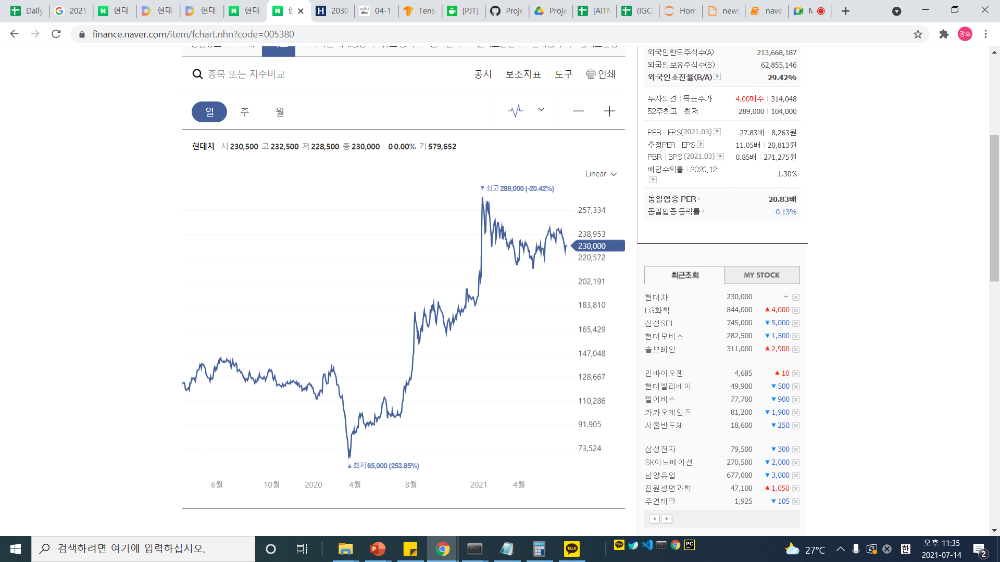 Daily
2021
현대
현대
현대
현대
2030
wiki docs
04-1
Tens
[PJT]
Proje
Proje
[AiTM
(IGC
Hom
news
nave
finance.naver.com/item/fchart.nhn?code=005380
광호
종목 또는 지수비교
공시
보조지표
도구
인쇄
일
주
월
현대차 시 230,500 고 232,500 저 228,500 종 230,000 0 0.00% 거 579,652
Linear
▼최고 289,000 (-20.42%)
257,334
238,953
230,000
220,572
202,191
183,810
165,429
147,048
128,667
110,286
91,905
73,524
▲최저 65,000 (253.85%)
6월 10월 2020 4월 8월 2021 4월
외국인한도주식수(A) 213,668,187
외국인보유주식수(B) 62,855,146
외국인소진율(B/A) ? 29.42%
투자의견 | 목표주가 4.00매수 | 314,048
52주최고 | 최저 289,000 | 104,000
PER | EPS(2021.03) ? 27.83배 | 8,263원
추정PER | EPS ? 11.05배 | 20,813원
PBR | BPS (2021.03) ? 0.85배 | 271,275원
배당수익률 | 2020.12 1.30%
?
동일업종 PER 20.83배
동일업종 등락률 -0.13%
최근조회
MY STOCK
현대차 230,000
LG화학 844,000 ▲ 4,000
삼성SDI 745,000 ▼ 5,000
현대모비스 282,500 ▼ 1,500
솔브레인 311,000 ▲ 2,900
인바이오젠 4,685 ▲ 10
현대엘리베이 49,900 ▼ 500
펄어비스 77,700 ▼ 900
카카오게임즈 81,200 ▼ 1,900
서울반도체 18,600 ▼ 250
삼성전자 79,500 ▼ 300
SK이노베이션 270,500 ▼ 2,000
남양유업 677,000 ▼ 3,000
진원생명과학 47,100 ▲ 1,050
주연테크 1,925 ▼ 105
검색하려면 여기에 입력하십시오.
TALK
TALK
PC
27°C
한
오후 11:35
2021-07-14
2